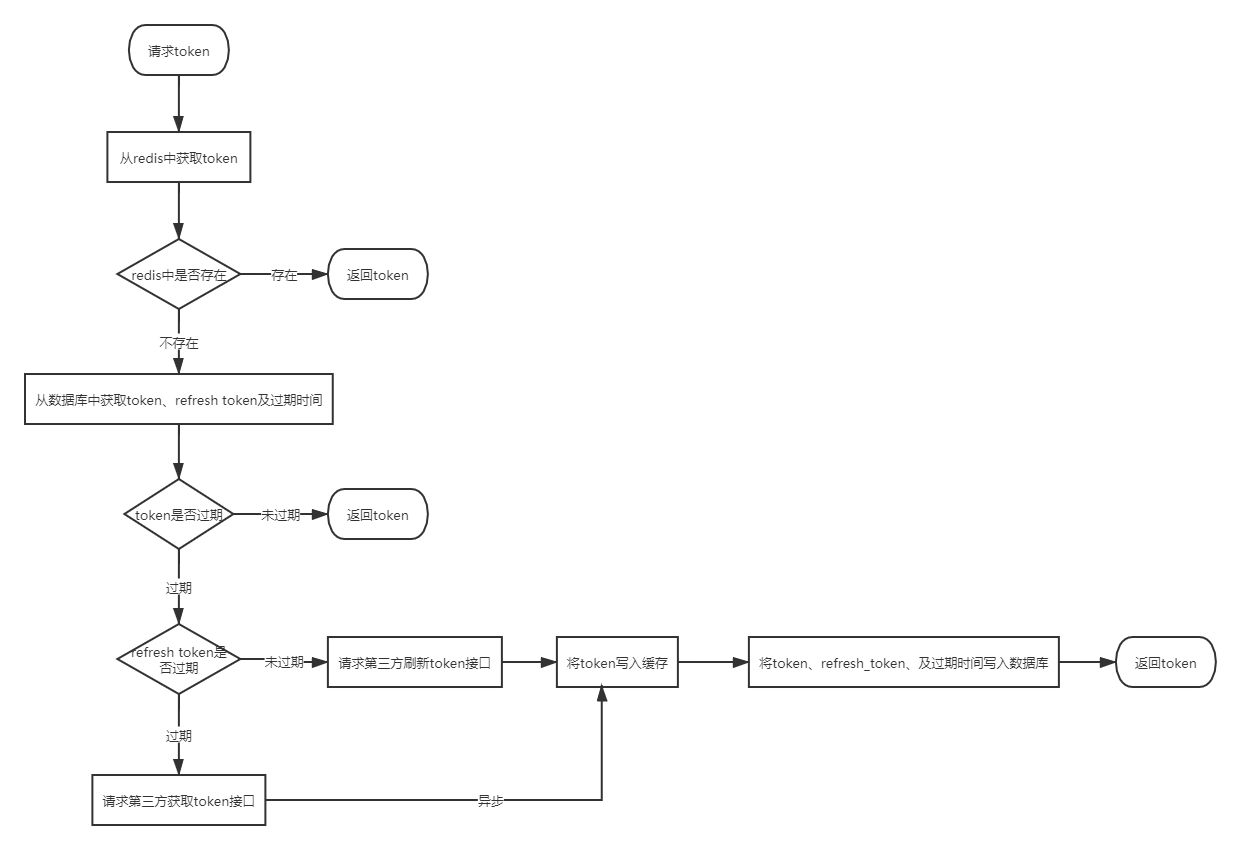 请求token
从redis中获取token
redis中是否存在
存在
返回token
不存在
从数据库中获取token、refresh token及过期时间
token是否过期
未过期
返回token
过期
refresh token是
否过期
未过期
请求第三方刷新token接口
将token写入缓存
将token、refresh_token、及过期时间写入数据库
返回token
过期
请求第三方获取token接口
异步